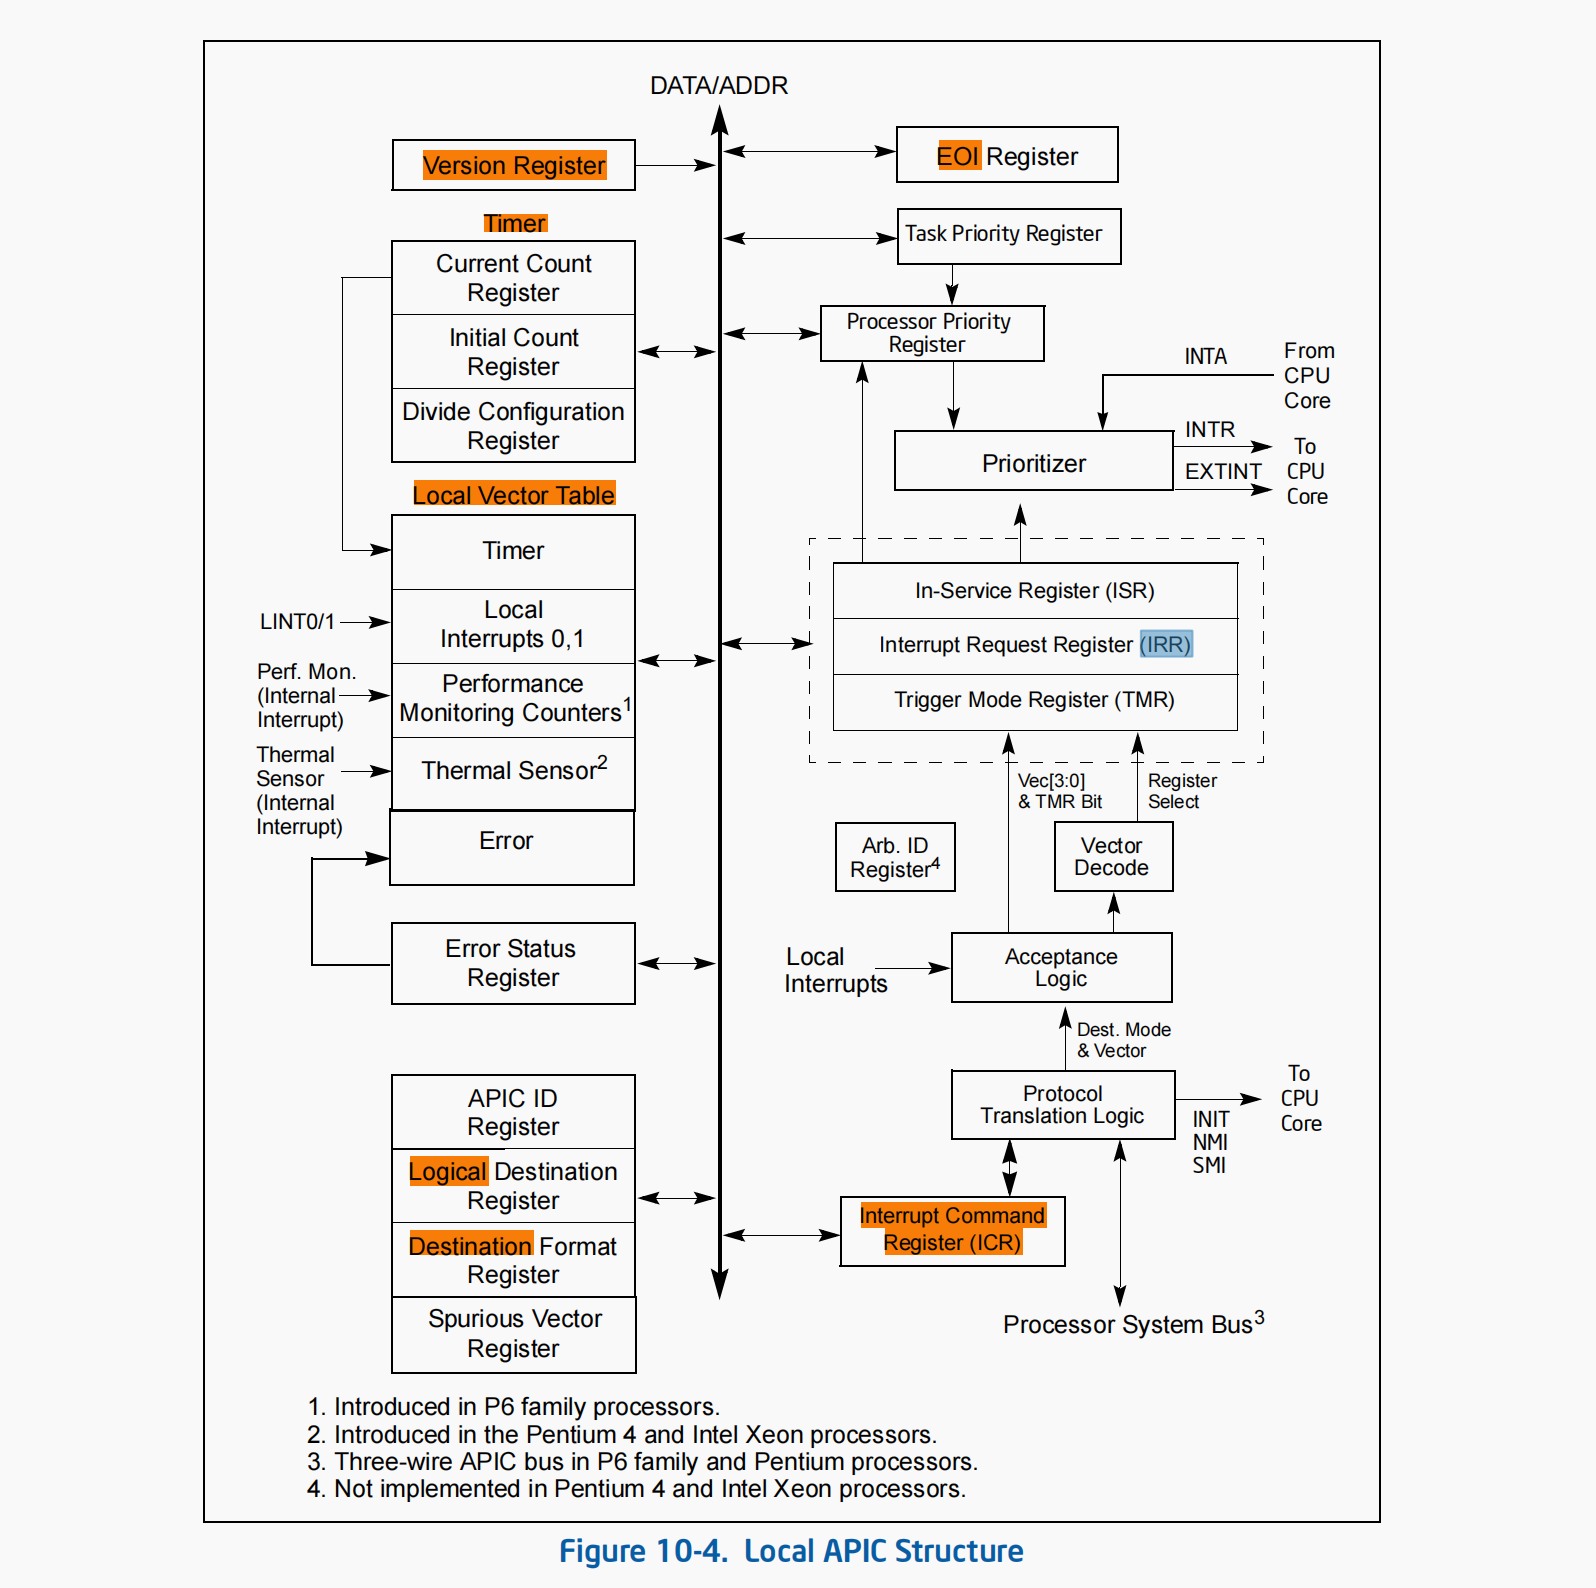 DATA/ADDR
Version Register
Timer
Current Count
Register
Initial Count
Register
Divide Configuration
Register
Local Vector Table
Timer
LINT0/1
Local
Interrupts 0,1
Perf. Mon.
(Internal
Interrupt)
Performance
Monitoring Counters1
Thermal
Sensor
(Internal
Interrupt)
Thermal Sensor2
Error
Error Status
Register
APIC ID
Register
Logical Destination
Register
Destination Format
Register
Spurious Vector
Register
EOI Register
Task Priority Register
Processor Priority
Register
INTA
From
CPU
Core
Prioritizer
INTR
EXTINT
To
CPU
Core
In-Service Register (ISR)
Interrupt Request Register (IRR)
Trigger Mode Register (TMR)
Vec[3:0]
& TMR Bit
Register
Select
Arb. ID
Register4
Vector
Decode
Local
Interrupts
Acceptance
Logic
Dest. Mode
& Vector
Protocol
Translation Logic
INIT
NMI
SMI
To
CPU
Core
Interrupt Command
Register (ICR)
Processor System Bus3
1. Introduced in P6 family processors.
2. Introduced in the Pentium 4 and Intel Xeon processors.
3. Three-wire APIC bus in P6 family and Pentium processors.
4. Not implemented in Pentium 4 and Intel Xeon processors.
Figure 10-4. Local APIC Structure